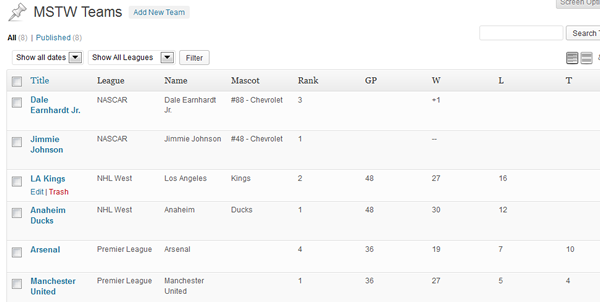 MSTW Teams Add New Team
Screen Opti
All (8) | Published (8)
Search T
Show all dates Show All Leagues Filter
Title League Name Mascot Rank GP W L T
Dale Earnhardt Jr. NASCAR Dale Earnhardt Jr. #88 - Chevrolet 3 +1
Jimmie Johnson NASCAR Jimmie Johnson #48 - Chevrolet 1 --
LA Kings NHL West Los Angeles Kings 2 48 27 16
Edit | Trash
Anaheim Ducks NHL West Anaheim Ducks 1 48 30 12
Arsenal Premier League Arsenal 4 36 19 7 10
Manchester United Premier League Manchester United 1 36 27 5 4